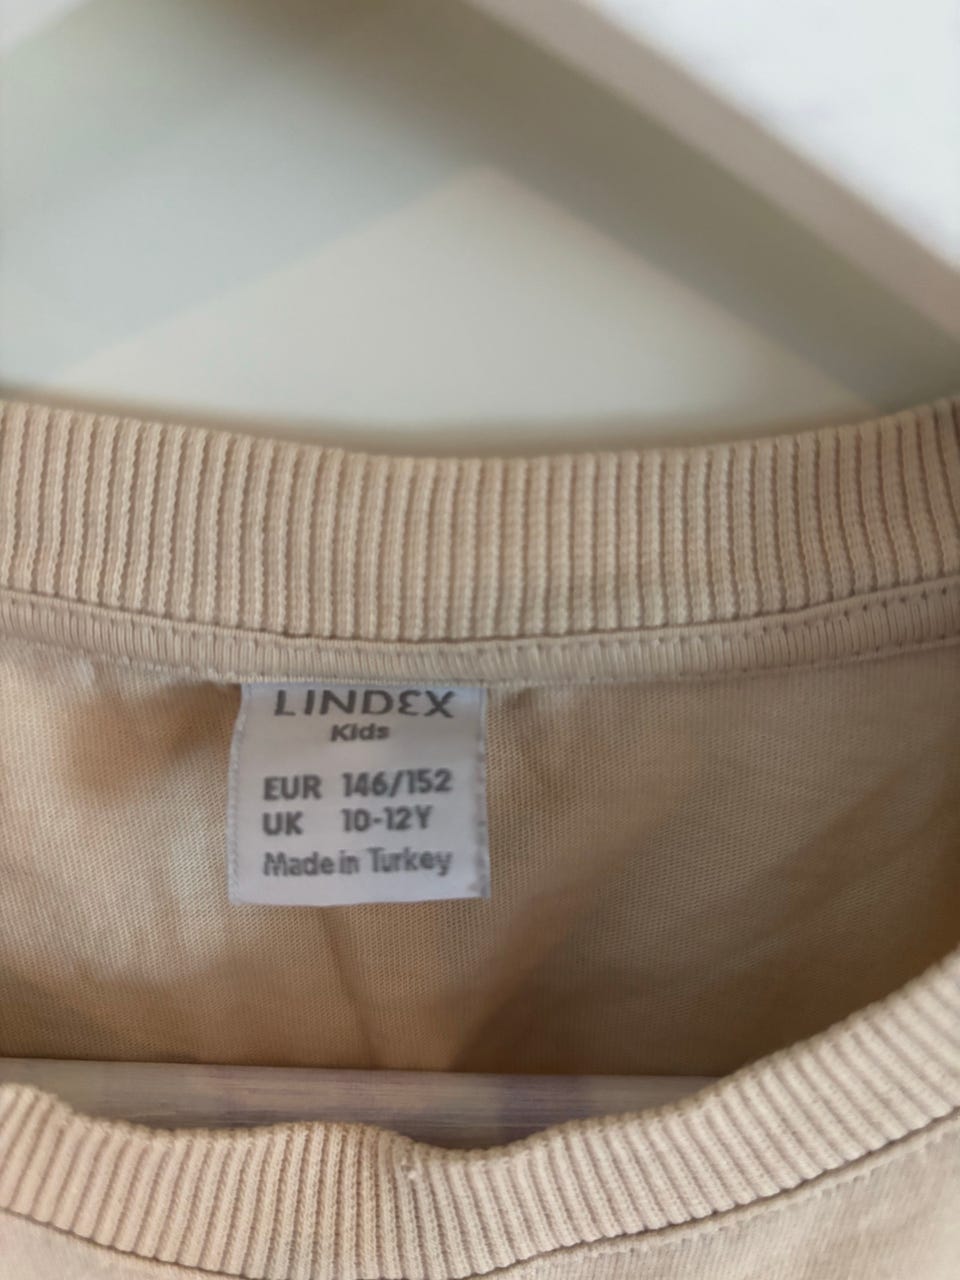 LINDEX
Kids
EUR 146/152
UK 10-12Y
Made in Turkey